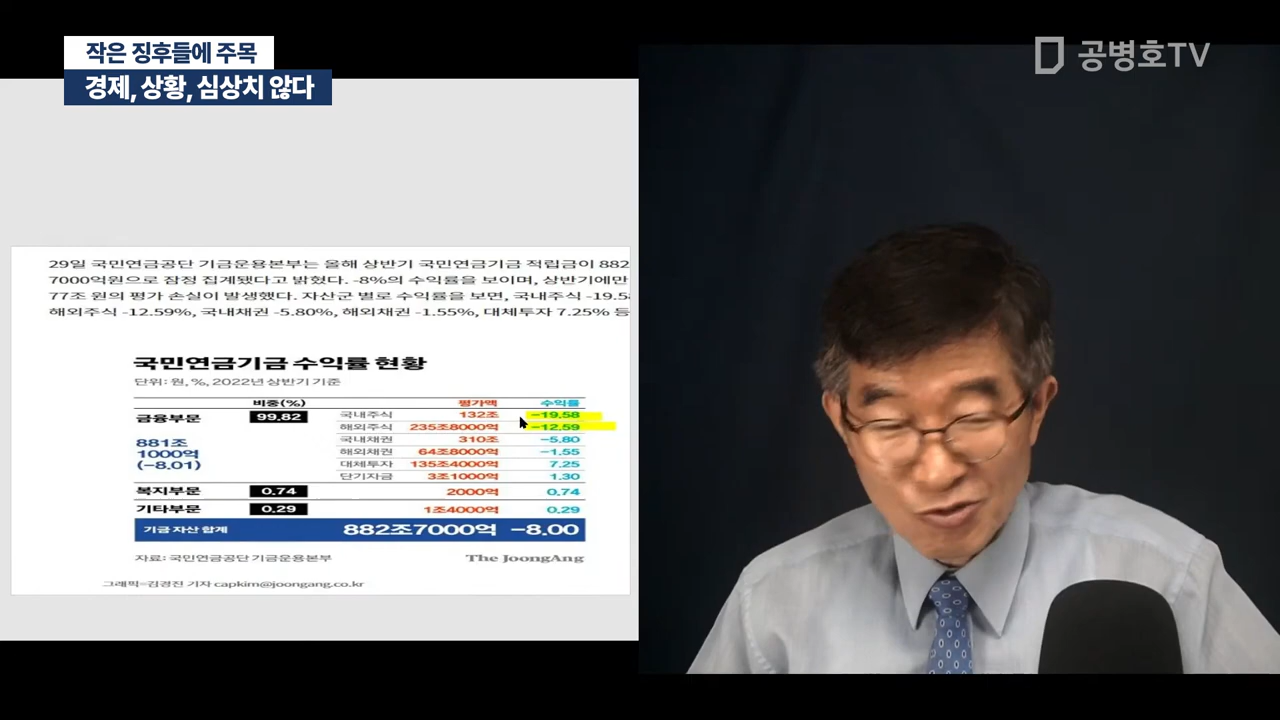 작은 징후들에 주목
경제, 상황, 심상치 않다
공병호TV
29일 국민연금공단 기금운용본부는 올해 상반기 국민연금기금 적립금이 882
7000억원으로 잠정 집계됐다고 밝혔다. -8%의 수익률을 보이며, 상반기에만
77조 원의 평가 손실이 발생했다. 자산군 별로 수익률을 보면, 국내주식 -19.58
해외주식 -12.59%, 국내채권 -5.80%, 해외채권 -1.55%, 대체투자 7.25% 등
국민연금기금 수익률 현황
단위: 원, %, 2022년 상반기 기준
비중(%) 평가액 수익률
금융부문 99.82 국내주식 132조 -19.58
해외주식 235조8000억 -12.59
881조 국내채권 310조 -5.80
1000억 해외채권 64조8000억 -1.55
(-8.01) 대체투자 135조4000억 7.25
단기자금 3조1000억 1.30
복지부문 0.74 2000억 0.74
기타부문 0.29 1조4000억 0.29
기금 자산 합계 882조7000억 -8.00
자료: 국민연금공단 기금운용본부 The JoongAng
그래픽=김경진 기자 capkim@joongang.co.kr